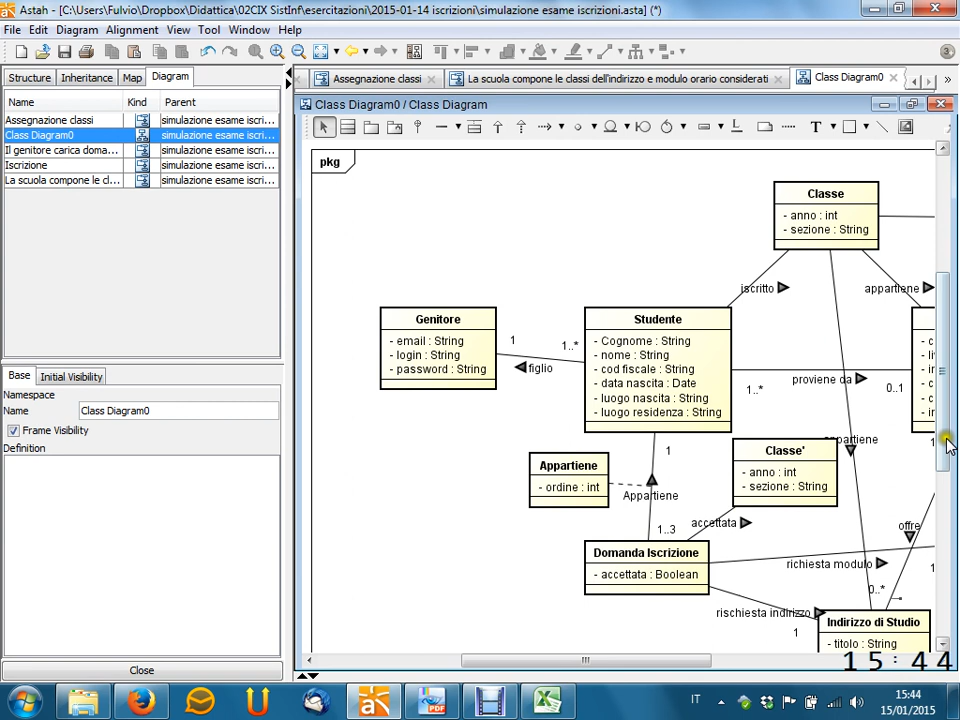 Astah - [C:\Users\Fulvio\Dropbox\Didattica\02CIX SistInf\esercitazioni\2015-01-14 iscrizioni\simulazione esame iscrizioni.asta] (*)
File Edit Diagram Alignment View Tool Window Help
Structure Inheritance Map Diagram
Name Kind Parent
Assegnazione classi simulazione esame iscri...
Class Diagram0 simulazione esame iscri...
Il genitore carica doma... simulazione esame iscri...
Iscrizione simulazione esame iscri...
La scuola compone le cl... simulazione esame iscri...
Base Initial Visibility
Namespace
Name Class Diagram0
Frame Visibility
Definition
Close
Assegnazione classi La scuola compone le classi dell'indirizzo e modulo orario considerati Class Diagram0
Class Diagram0 / Class Diagram
pkg
Classe
- anno : int
- sezione : String
iscritto
appartiene
Genitore
- email : String
- login : String
- password : String
1
1..*
figlio
Studente
- Cognome : String
- nome : String
- cod fiscale : String
- data nascita : Date
- luogo nascita : String
- luogo residenza : String
proviene da
1..*
0..1
- c
- li
- in
- c
- c
- in
appartiene
1
1
Classe'
- anno : int
- sezione : String
Appartiene
- ordine : int
Appartiene
1..3
accettata
offre
Domanda Iscrizione
- accettata : Boolean
richiesta modulo
1
0..*
rischiesta indirizzo
1
Indirizzo di Studio
- titolo : String
15:44
IT
15:44
15/01/2015